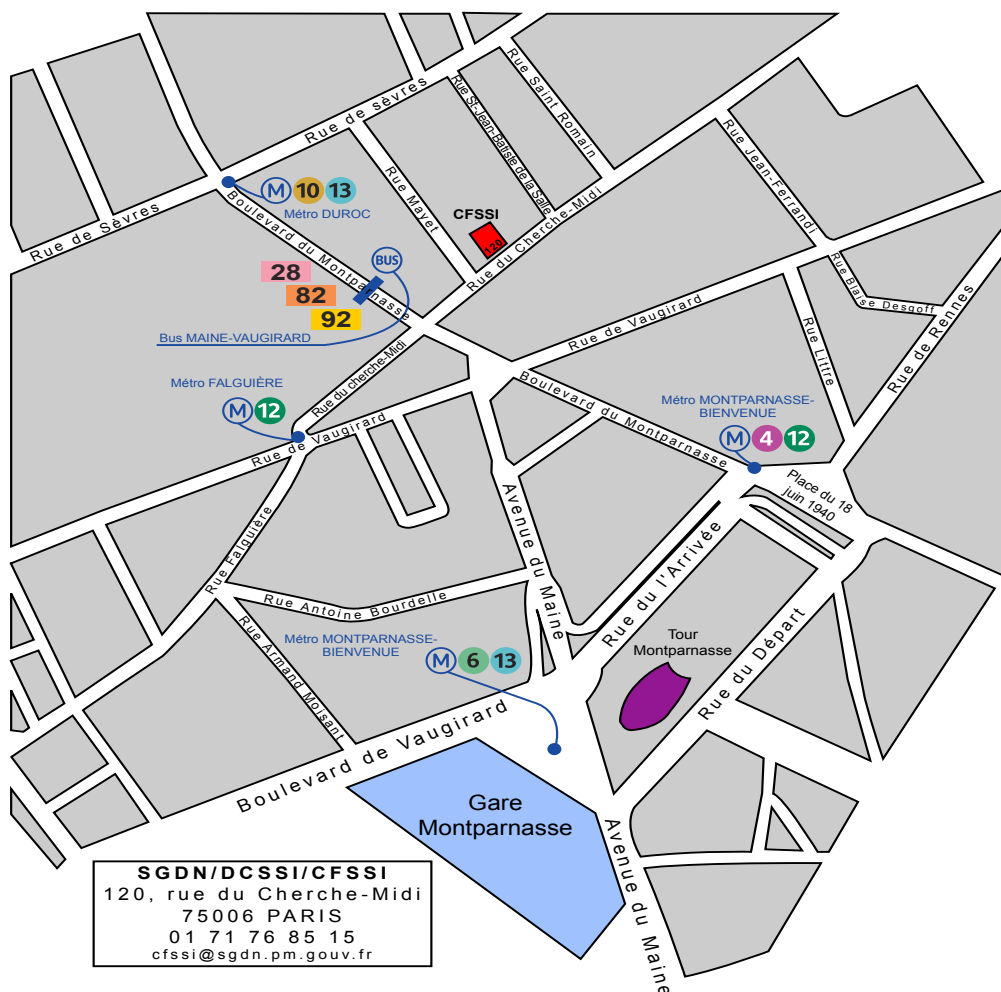 Rue de sèvres
Rue St-Jean-Batiste de la Salle
Rue Saint Romain
Rue Jean-Ferrandi
M 10 13
Métro DUROC
Rue Mayet
CFSSI
120
Rue de Sèvres
Boulevard du Montparnasse
BUS
28
82
92
Bus MAINE-VAUGIRARD
Rue du Cherche-Midi
Rue de Vaugirard
Rue Blaise Desgoff
Rue Littre
Rue de Rennes
Rue du cherche-Midi
Métro FALGUIÈRE
M 12
Rue de Vaugirard
Boulevard du Montparnasse
Métro MONTPARNASSE-
BIENVENUE
M 4 12
Place du 18
juin 1940
Avenue du Maine
Rue Falguière
Rue de l'Arrivée
Rue Antoine Bourdelle
Rue Armand Moisant
Métro MONTPARNASSE-
BIENVENUE
M 6 13
Tour
Montparnasse
Rue du Départ
Boulevard de Vaugirard
Gare
Montparnasse
Avenue du Maine
SGDN/DCSSI/CFSSI
120, rue du Cherche-Midi
75006 PARIS
01 71 76 85 15
cfssi@sgdn.pm.gouv.fr